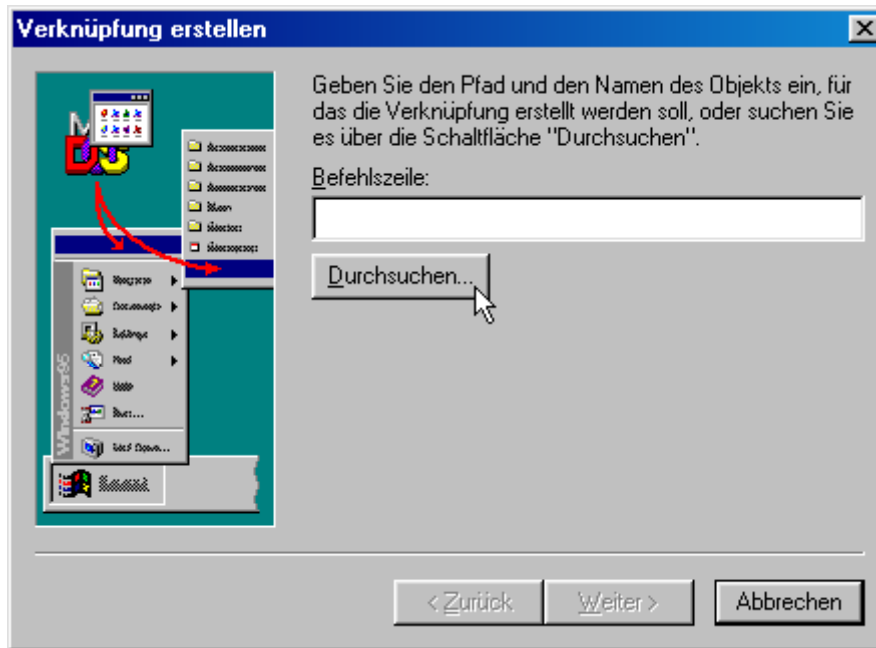 Verknüpfung erstellen
Geben Sie den Pfad und den Namen des Objekts ein, für
das die Verknüpfung erstellt werden soll, oder suchen Sie
es über die Schaltfläche "Durchsuchen".
Befehlszeile:
Durchsuchen...
Windows95
< Zurück
Weiter >
Abbrechen